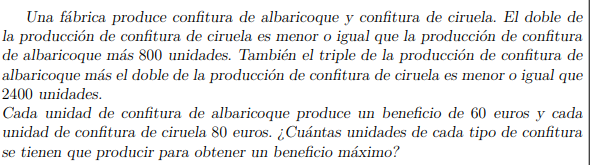 Una fábrica produce confitura de albaricoque y confitura de ciruela. El doble de
la producción de confitura de ciruela es menor o igual que la producción de confitura
de albaricoque más 800 unidades. También el triple de la producción de confitura de
albaricoque más el doble de la producción de confitura de ciruela es menor o igual que
2400 unidades.
Cada unidad de confitura de albaricoque produce un beneficio de 60 euros y cada
unidad de confitura de ciruela 80 euros. ¿Cuántas unidades de cada tipo de confitura
se tienen que producir para obtener un beneficio máximo?